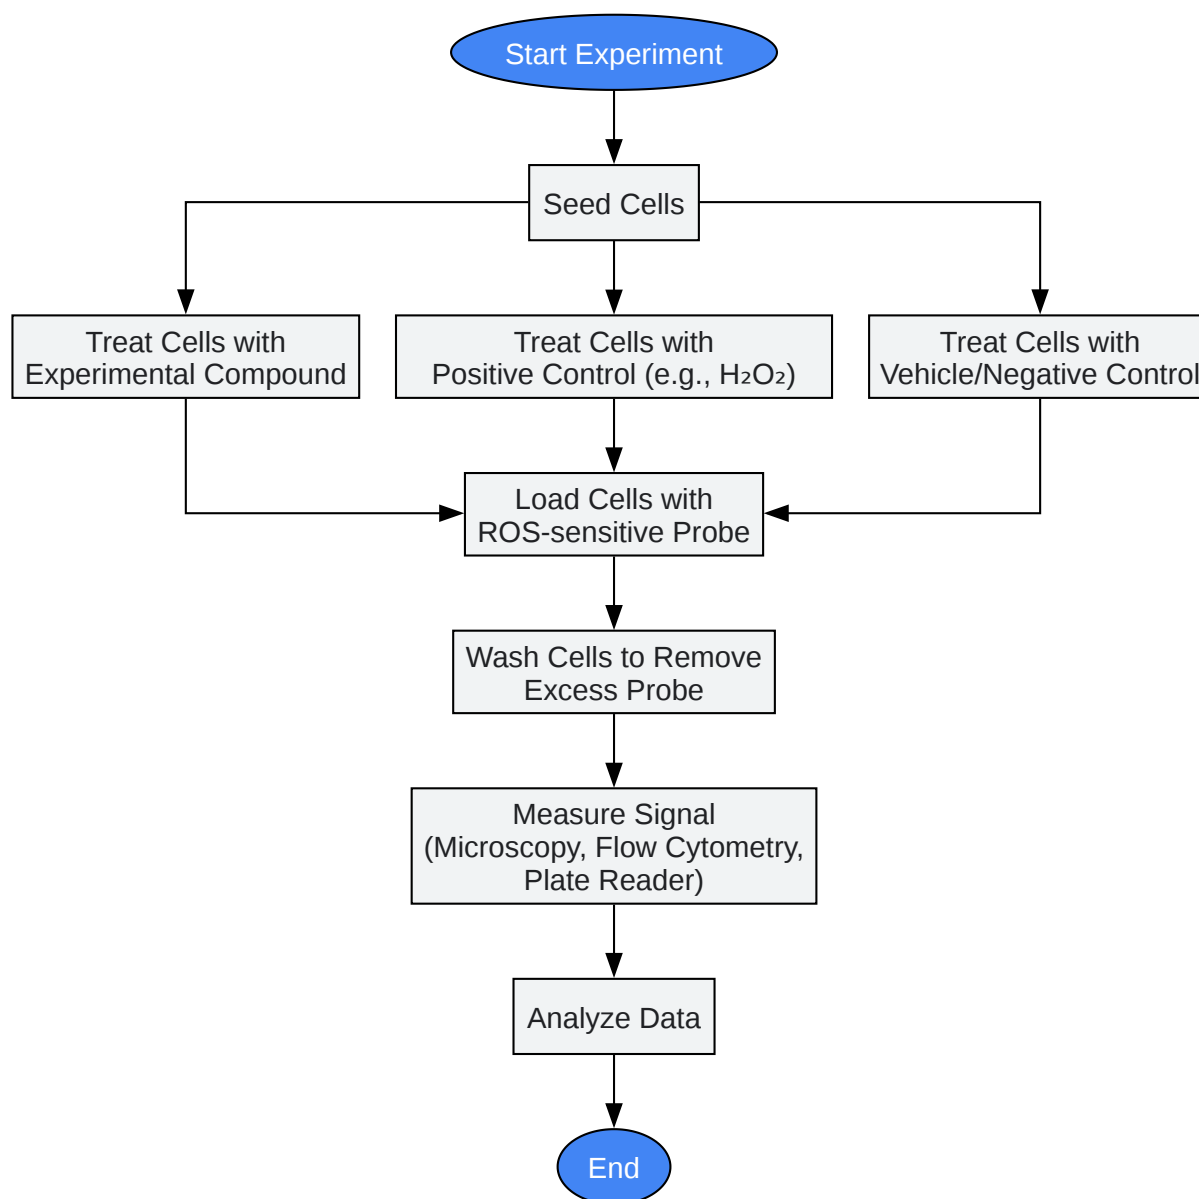 Start Experiment
Seed Cells
Treat Cells with
Experimental Compound
Treat Cells with
Positive Control (e.g., H₂O₂)
Treat Cells with
Vehicle/Negative Control
Load Cells with
ROS-sensitive Probe
Wash Cells to Remove
Excess Probe
Measure Signal
(Microscopy, Flow Cytometry,
Plate Reader)
Analyze Data
End